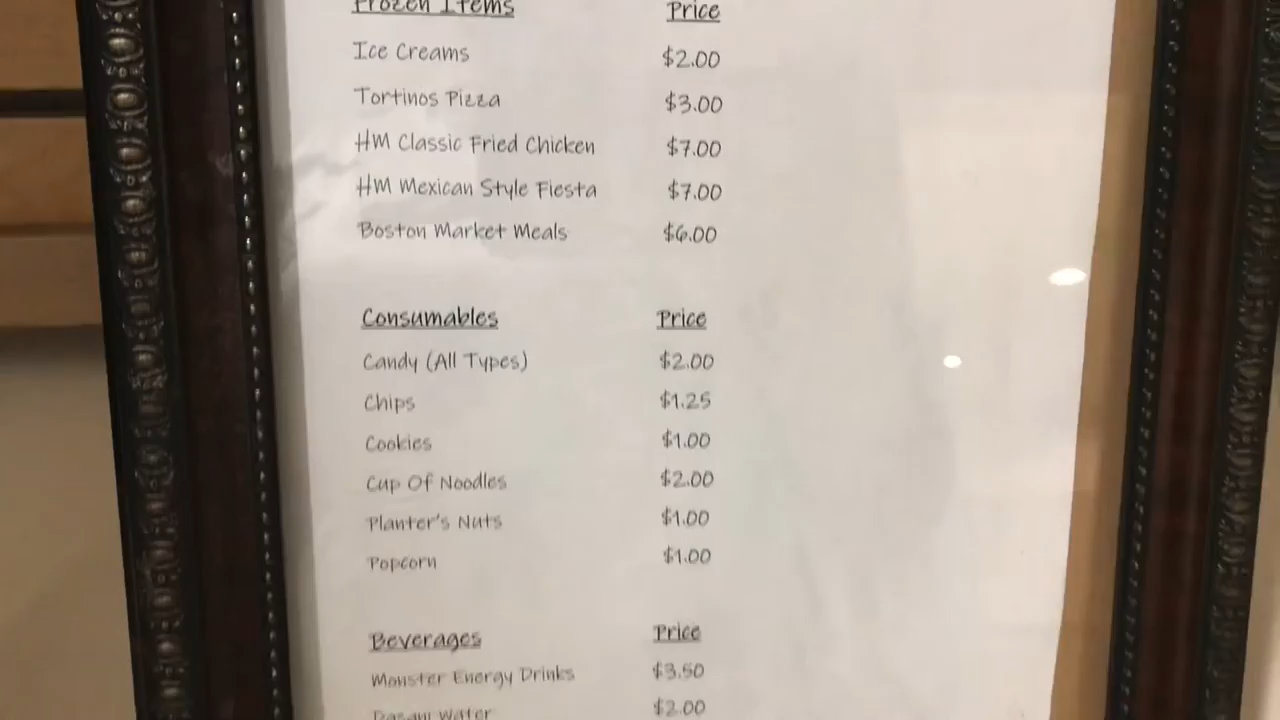 Frozen Items Price
Ice Creams $2.00
Tortinos Pizza $3.00
HM Classic Fried Chicken $7.00
HM Mexican Style Fiesta $7.00
Boston Market Meals $6.00
Consumables Price
Candy (All Types) $2.00
Chips $1.25
Cookies $1.00
Cup Of Noodles $2.00
Planter's Nuts $1.00
Popcorn $1.00
Beverages Price
Monster Energy Drinks $3.50
Dasani Water $2.00